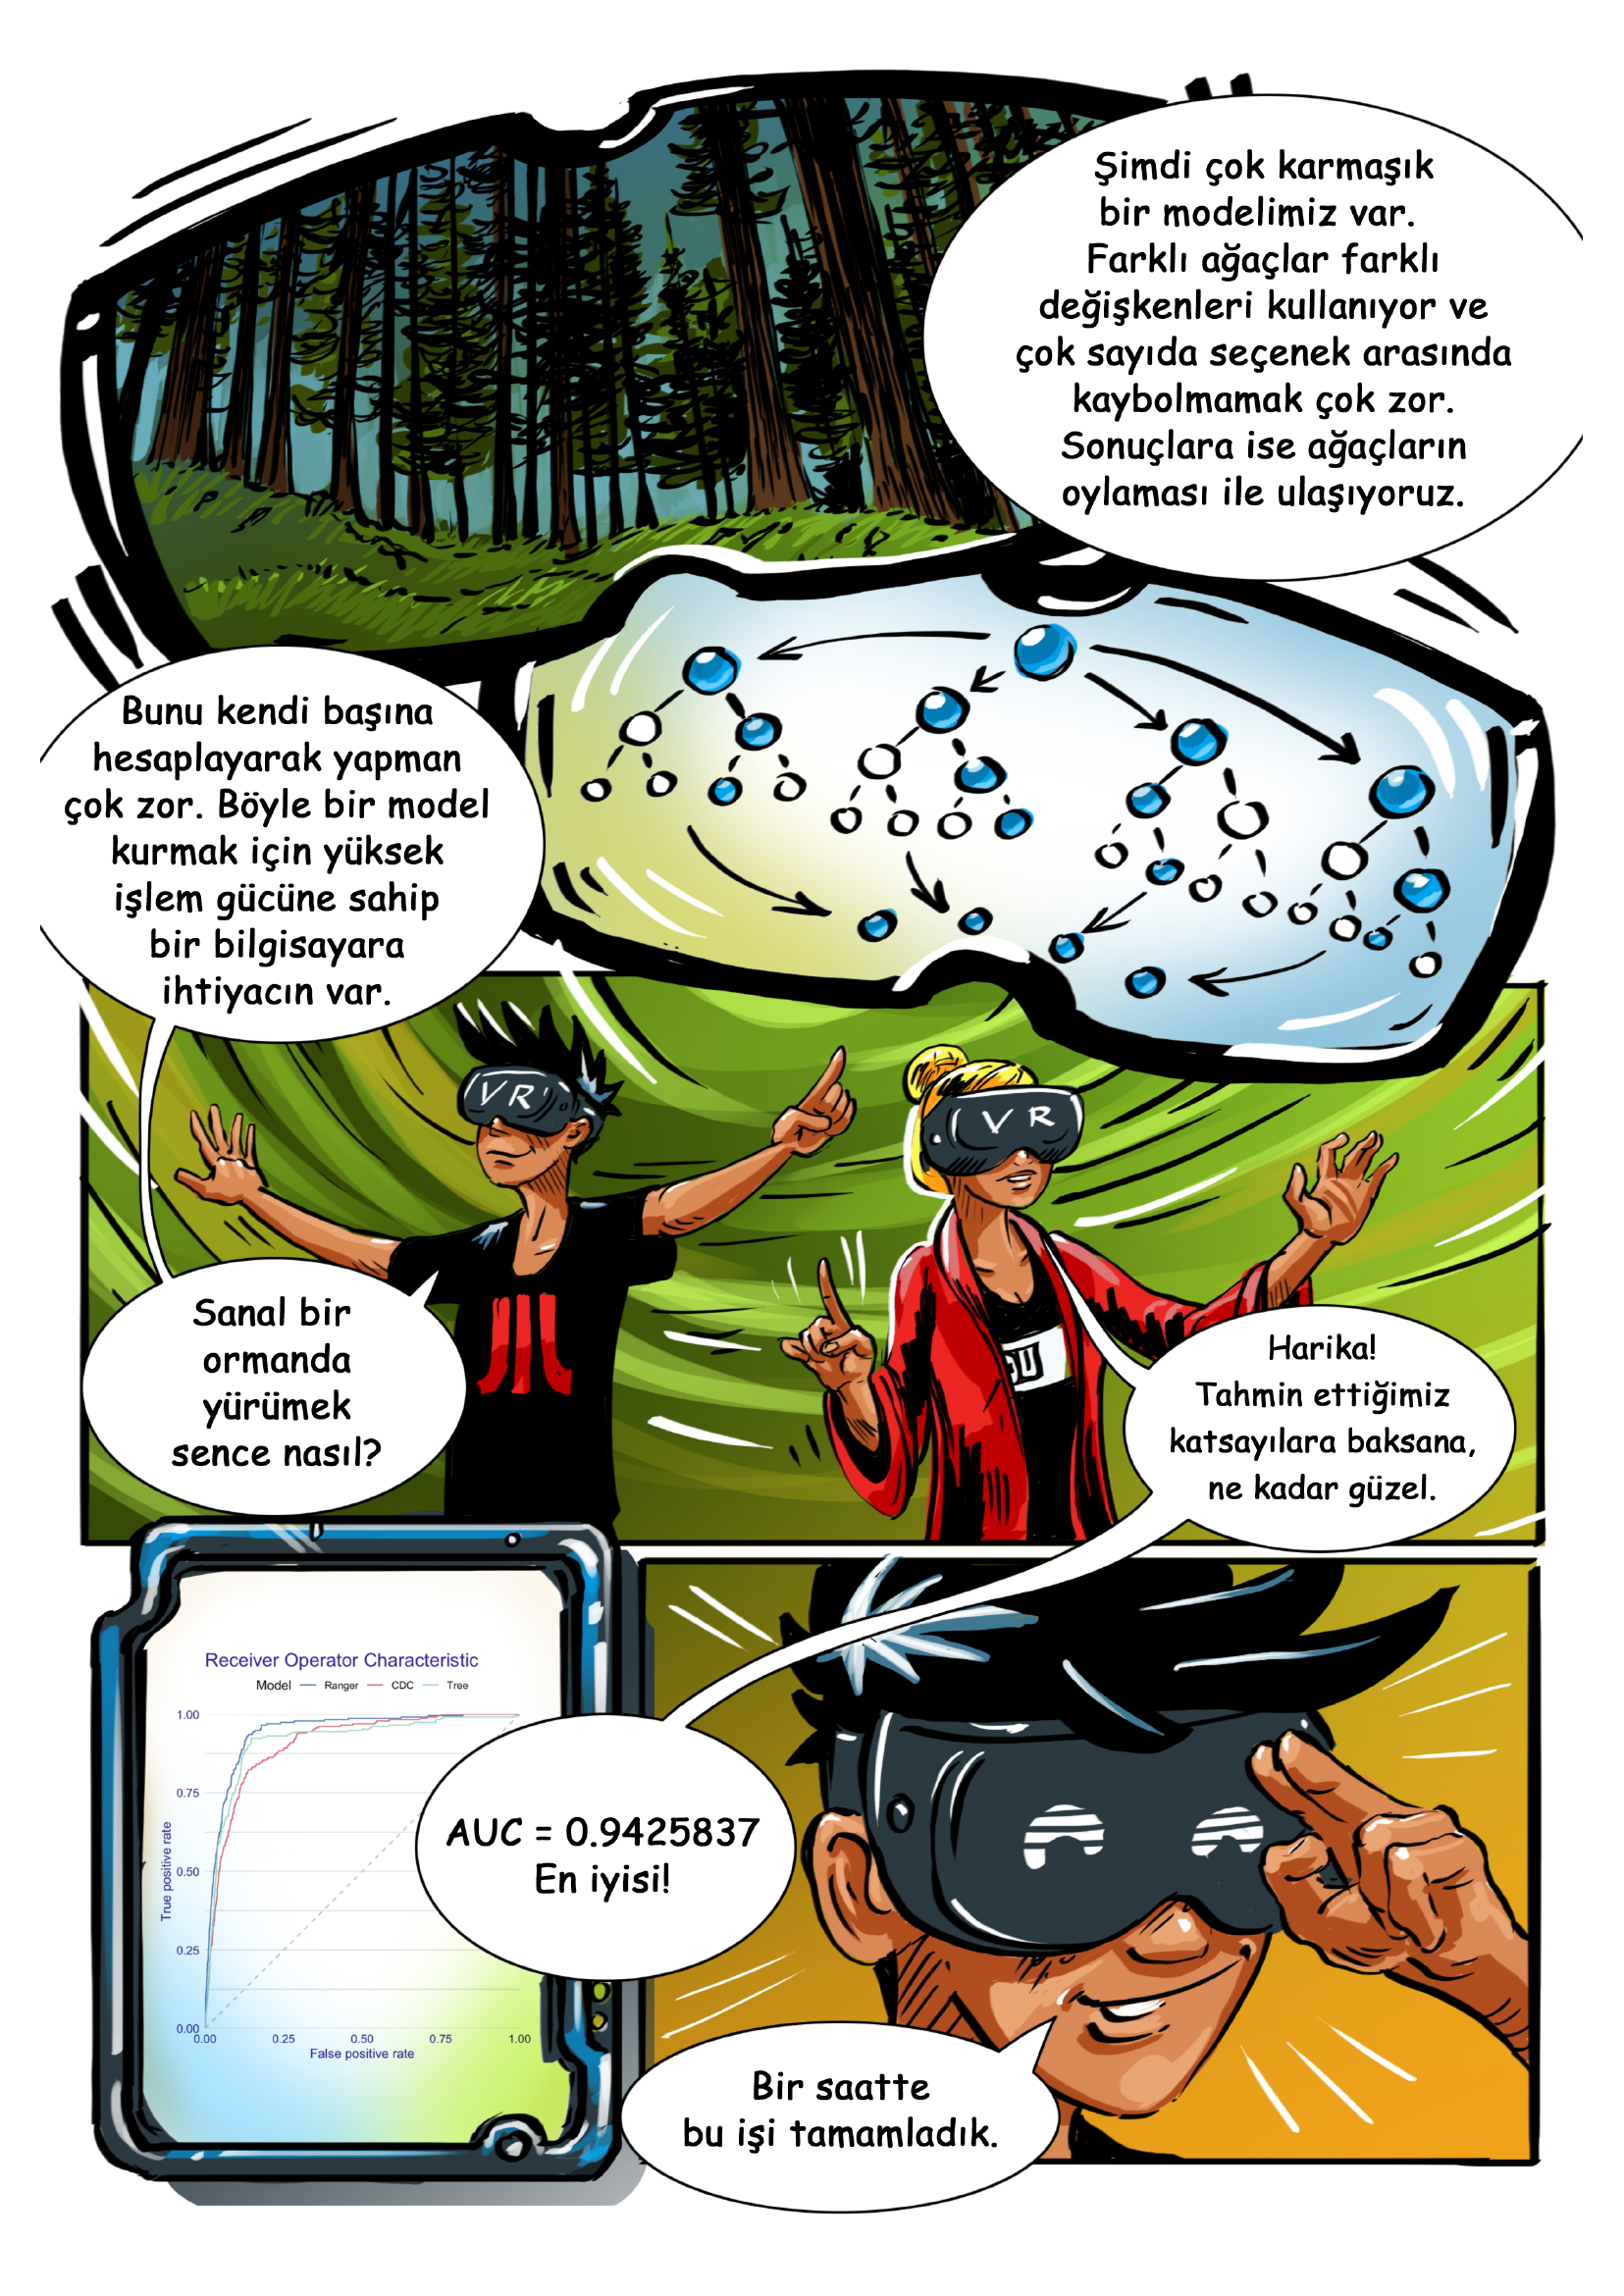 Şimdi çok karmaşık
bir modelimiz var.
Farklı ağaçlar farklı
değişkenleri kullanıyor ve
çok sayıda seçenek arasında
kaybolmamak çok zor.
Sonuçlara ise ağaçların
oylaması ile ulaşıyoruz.
Bunu kendi başına
hesaplayarak yapman
çok zor. Böyle bir model
kurmak için yüksek
işlem gücüne sahip
bir bilgisayara
ihtiyacın var.
VR
VR
Sanal bir
ormanda
yürümek
sence nasıl?
Harika!
Tahmin ettiğimiz
katsayılara baksana,
ne kadar güzel.
Receiver Operator Characteristic
Model Ranger CDC Tree
1.00
0.75
0.50
0.25
0.00
True positive rate
0.00 0.25 0.50 0.75 1.00
False positive rate
AUC = 0.9425837
En iyisi!
Bir saatte
bu işi tamamladık.